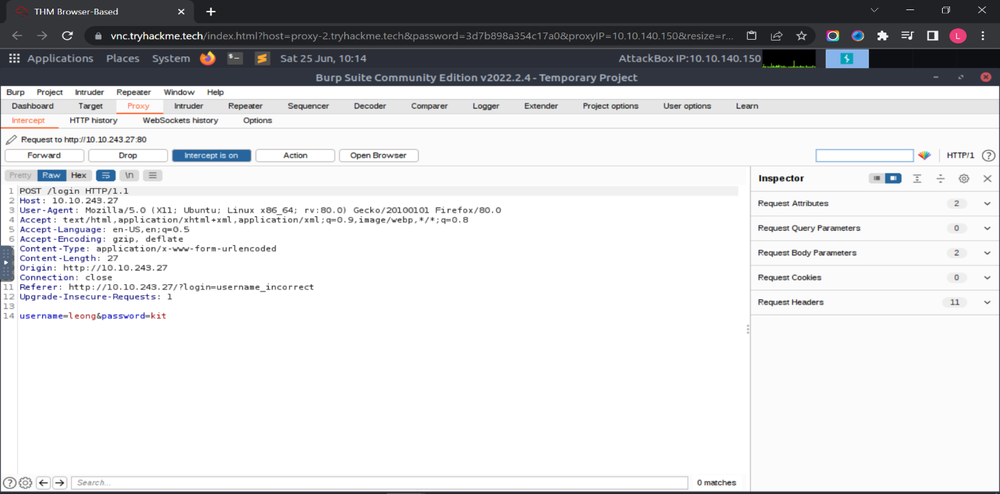 THM Browser-Based
vnc.tryhackme.tech/index.html?host=proxy-2.tryhackme.tech&password=3d7b898a354c17a0&proxyIP=10.10.140.150&resize=r...
L
Applications Places System Sat 25 Jun, 10:14 AttackBox IP:10.10.140.150
Burp Suite Community Edition v2022.2.4 - Temporary Project
Burp Project Intruder Repeater Window Help
Dashboard Target Proxy Intruder Repeater Sequencer Decoder Comparer Logger Extender Project options User options Learn
Intercept HTTP history WebSockets history Options
Request to http://10.10.243.27:80
Forward Drop Intercept is on Action Open Browser HTTP/1 ?
Pretty Raw Hex \n
Inspector
1 POST /login HTTP/1.1
2 Host: 10.10.243.27
3 User-Agent: Mozilla/5.0 (X11; Ubuntu; Linux x86_64; rv:80.0) Gecko/20100101 Firefox/80.0
4 Accept: text/html,application/xhtml+xml,application/xml;q=0.9,image/webp,*/*;q=0.8
5 Accept-Language: en-US,en;q=0.5
6 Accept-Encoding: gzip, deflate
Content-Type: application/x-www-form-urlencoded
Content-Length: 27
Origin: http://10.10.243.27
Connection: close
11 Referer: http://10.10.243.27/?login=username_incorrect
12 Upgrade-Insecure-Requests: 1
13
14 username=leong&password=kit
Request Attributes 2
Request Query Parameters 0
Request Body Parameters 2
Request Cookies 0
Request Headers 11
? Search... 0 matches